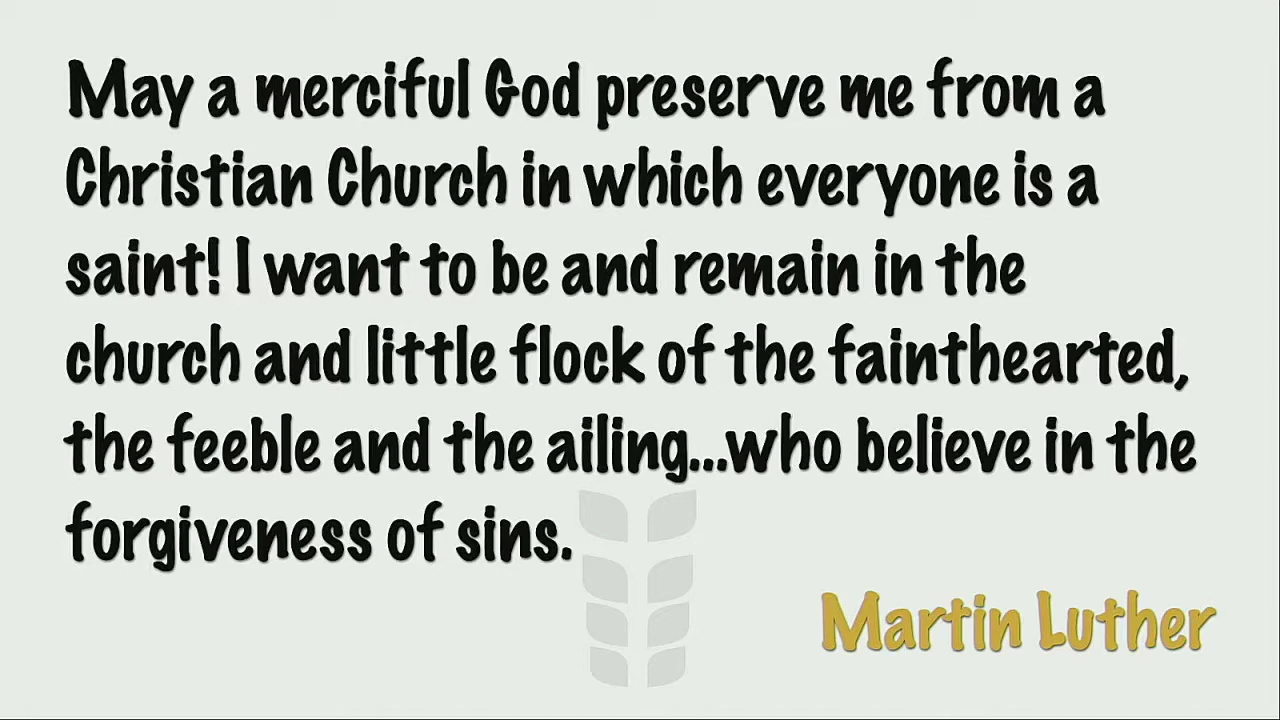 May a merciful God preserve me from a
Christian Church in which everyone is a
saint! I want to be and remain in the
church and little flock of the fainthearted,
the feeble and the ailing...who believe in the
forgiveness of sins.
Martin Luther